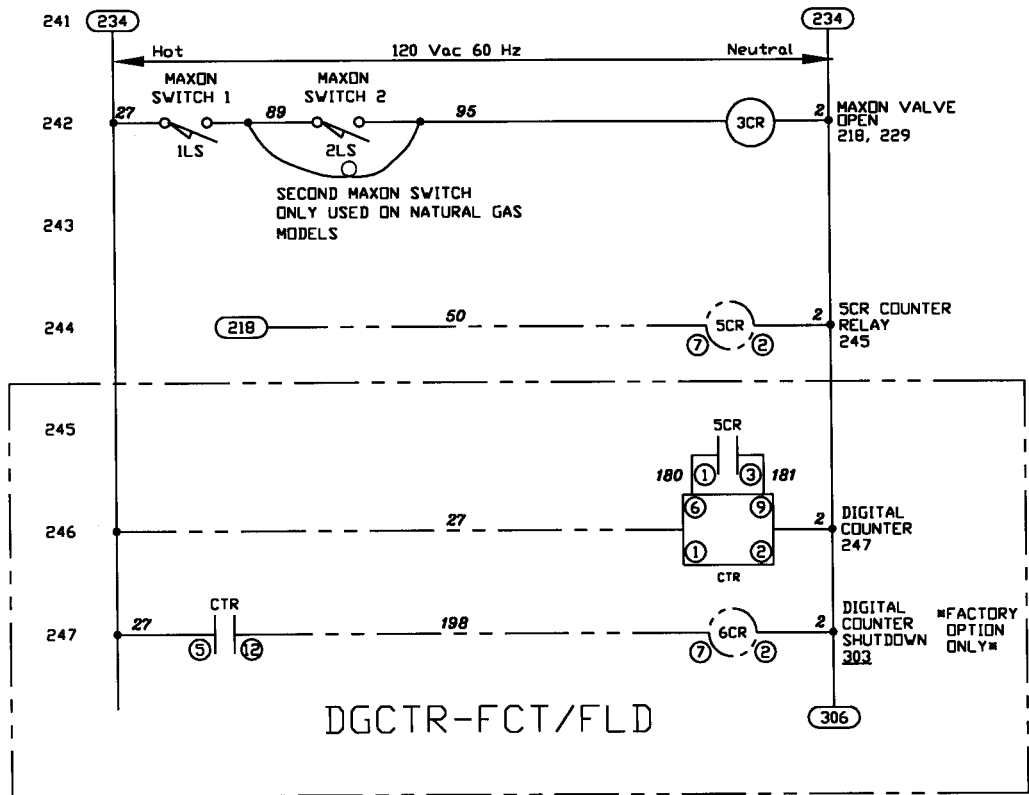 241 234 234
Hot 120 Vac 60 Hz Neutral
MAXON
SWITCH 1
MAXON
SWITCH 2
242 27 89 95 3CR 2
1LS 2LS
MAXON VALVE
OPEN
218, 229
SECOND MAXON SWITCH
ONLY USED ON NATURAL GAS
MODELS
243
244 218 50 5CR 2
7 2
5CR COUNTER
RELAY
245
245 5CR
180 1 3 181
6 9
246 27 2
1 2
CTR
DIGITAL
COUNTER
247
CTR
247 27 198 6CR 2
5 12 7 2
DIGITAL
COUNTER
SHUTDOWN
303
*FACTORY
OPTION
ONLY*
DGCTR-FCT/FLD
306